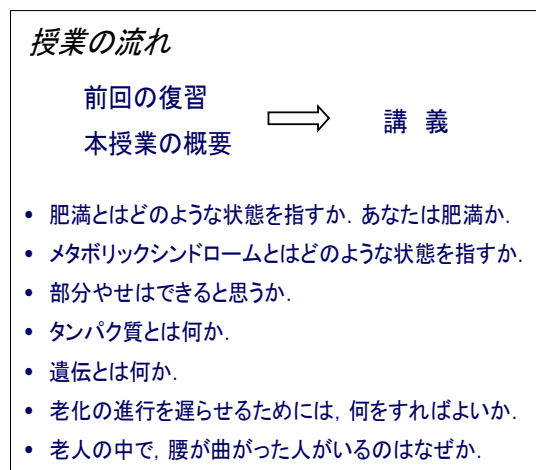 授業の流れ
前回の復習
本授業の概要
講 義
• 肥満とはどのような状態を指すか. あなたは肥満か.
• メタボリックシンドロームとはどのような状態を指すか.
• 部分やせはできると思うか.
• タンパク質とは何か.
• 遺伝とは何か.
• 老化の進行を遅らせるためには, 何をすればよいか.
• 老人の中で, 腰が曲がった人がいるのはなぜか.